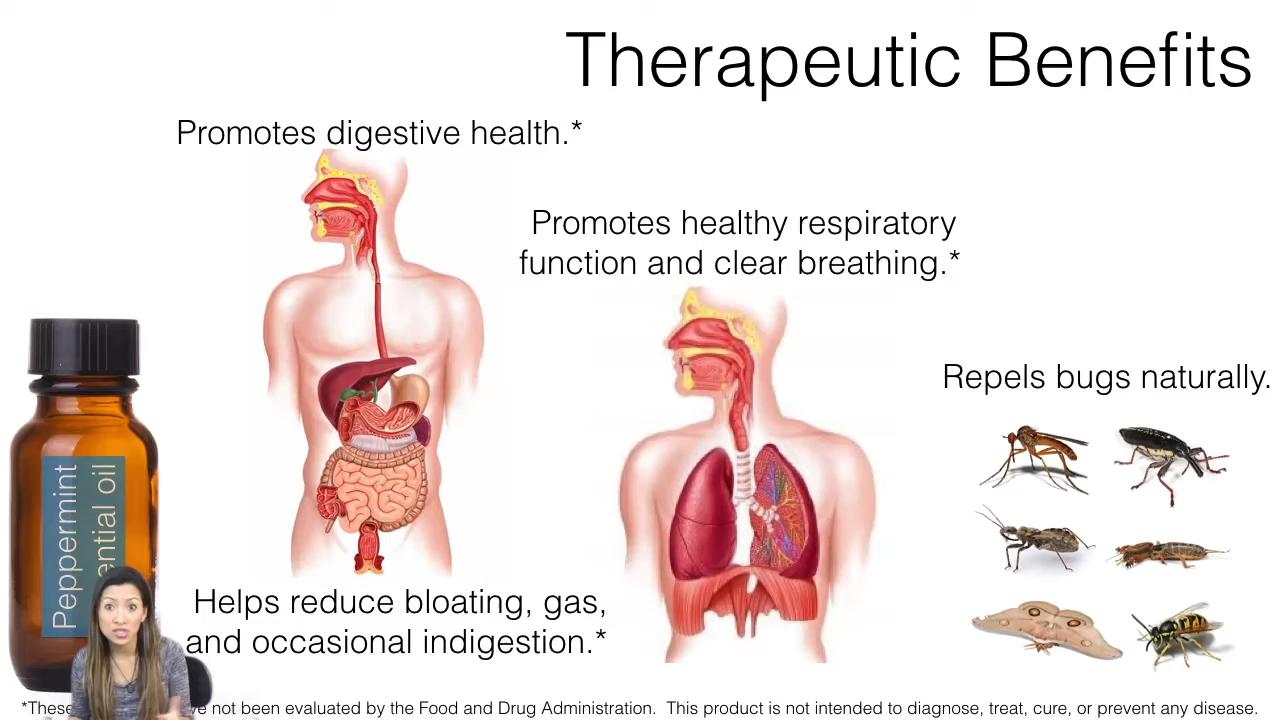 Therapeutic Benefits
Promotes digestive health.*
Promotes healthy respiratory
function and clear breathing.*
Repels bugs naturally.
Peppermint
ential oil
Helps reduce bloating, gas,
and occasional indigestion.*
*These not been evaluated by the Food and Drug Administration. This product is not intended to diagnose, treat, cure, or prevent any disease.